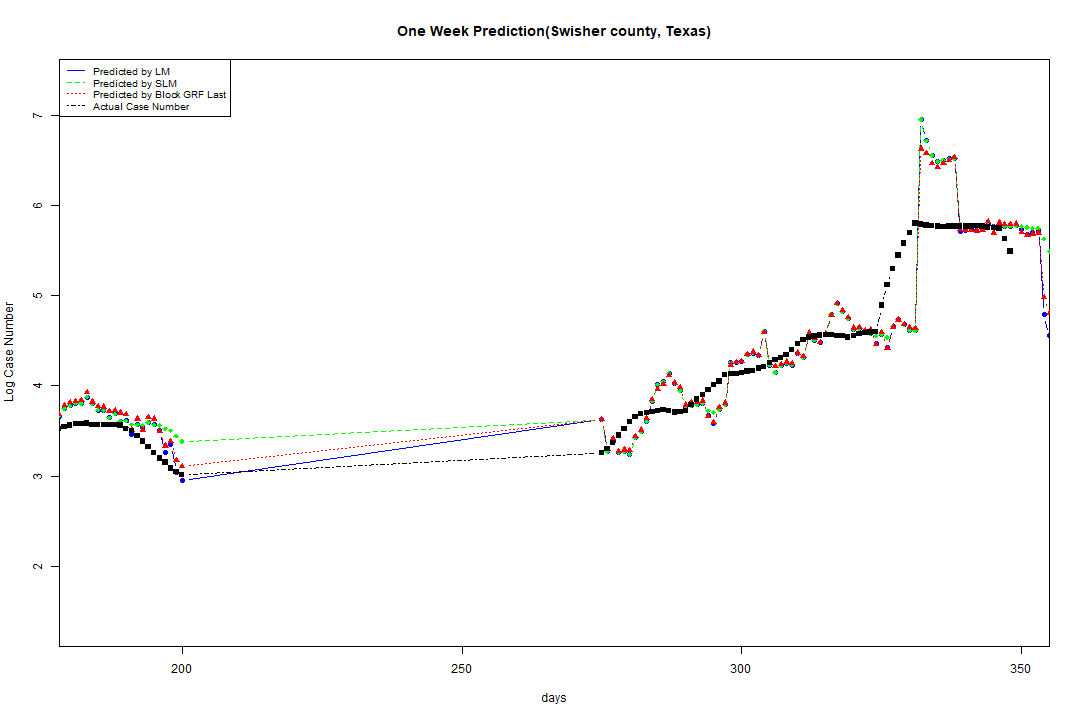 One Week Prediction(Swisher county, Texas)
Predicted by LM
Predicted by SLM
Predicted by Block GRF Last
Actual Case Number
Log Case Number
7
6
5
4
3
2
200 250 300 350
days